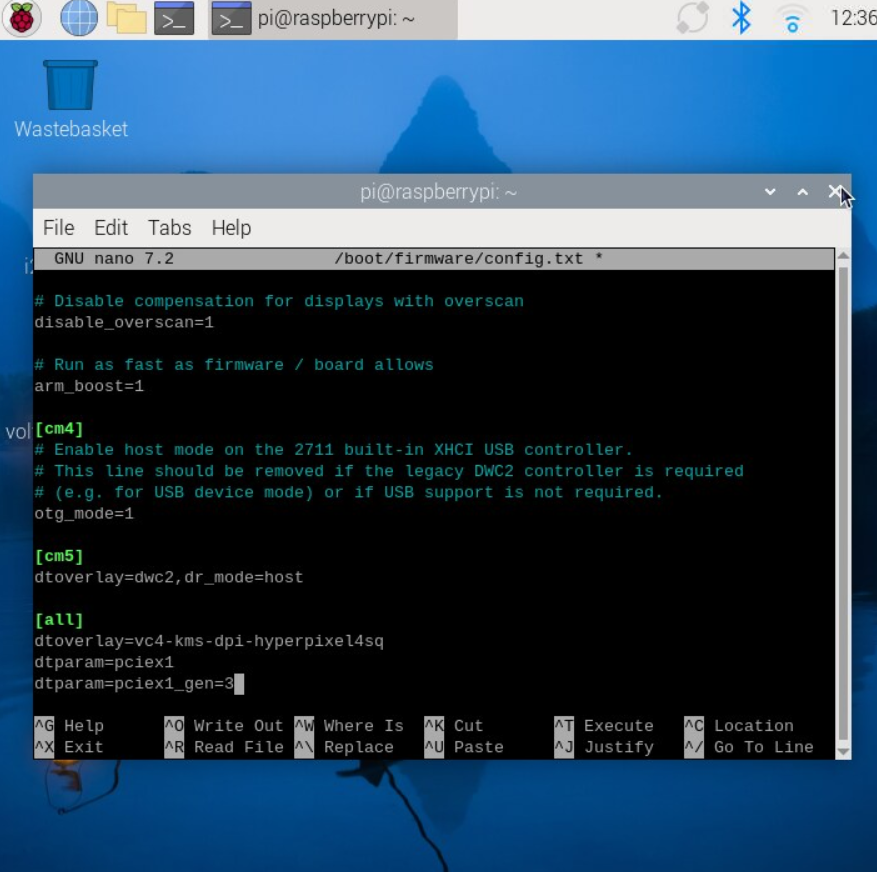 >_ >_ pi@raspberrypi: ~ 12:36
Wastebasket
pi@raspberrypi: ~
File Edit Tabs Help
GNU nano 7.2 /boot/firmware/config.txt *
# Disable compensation for displays with overscan
disable_overscan=1
# Run as fast as firmware / board allows
arm_boost=1
[cm4]
# Enable host mode on the 2711 built-in XHCI USB controller.
# This line should be removed if the legacy DWC2 controller is required
# (e.g. for USB device mode) or if USB support is not required.
otg_mode=1
[cm5]
dtoverlay=dwc2,dr_mode=host
[all]
dtoverlay=vc4-kms-dpi-hyperpixel4sq
dtparam=pciex1
dtparam=pciex1_gen=3
^G Help ^O Write Out ^W Where Is ^K Cut ^T Execute ^C Location
^X Exit ^R Read File ^\ Replace ^U Paste ^J Justify ^/ Go To Line